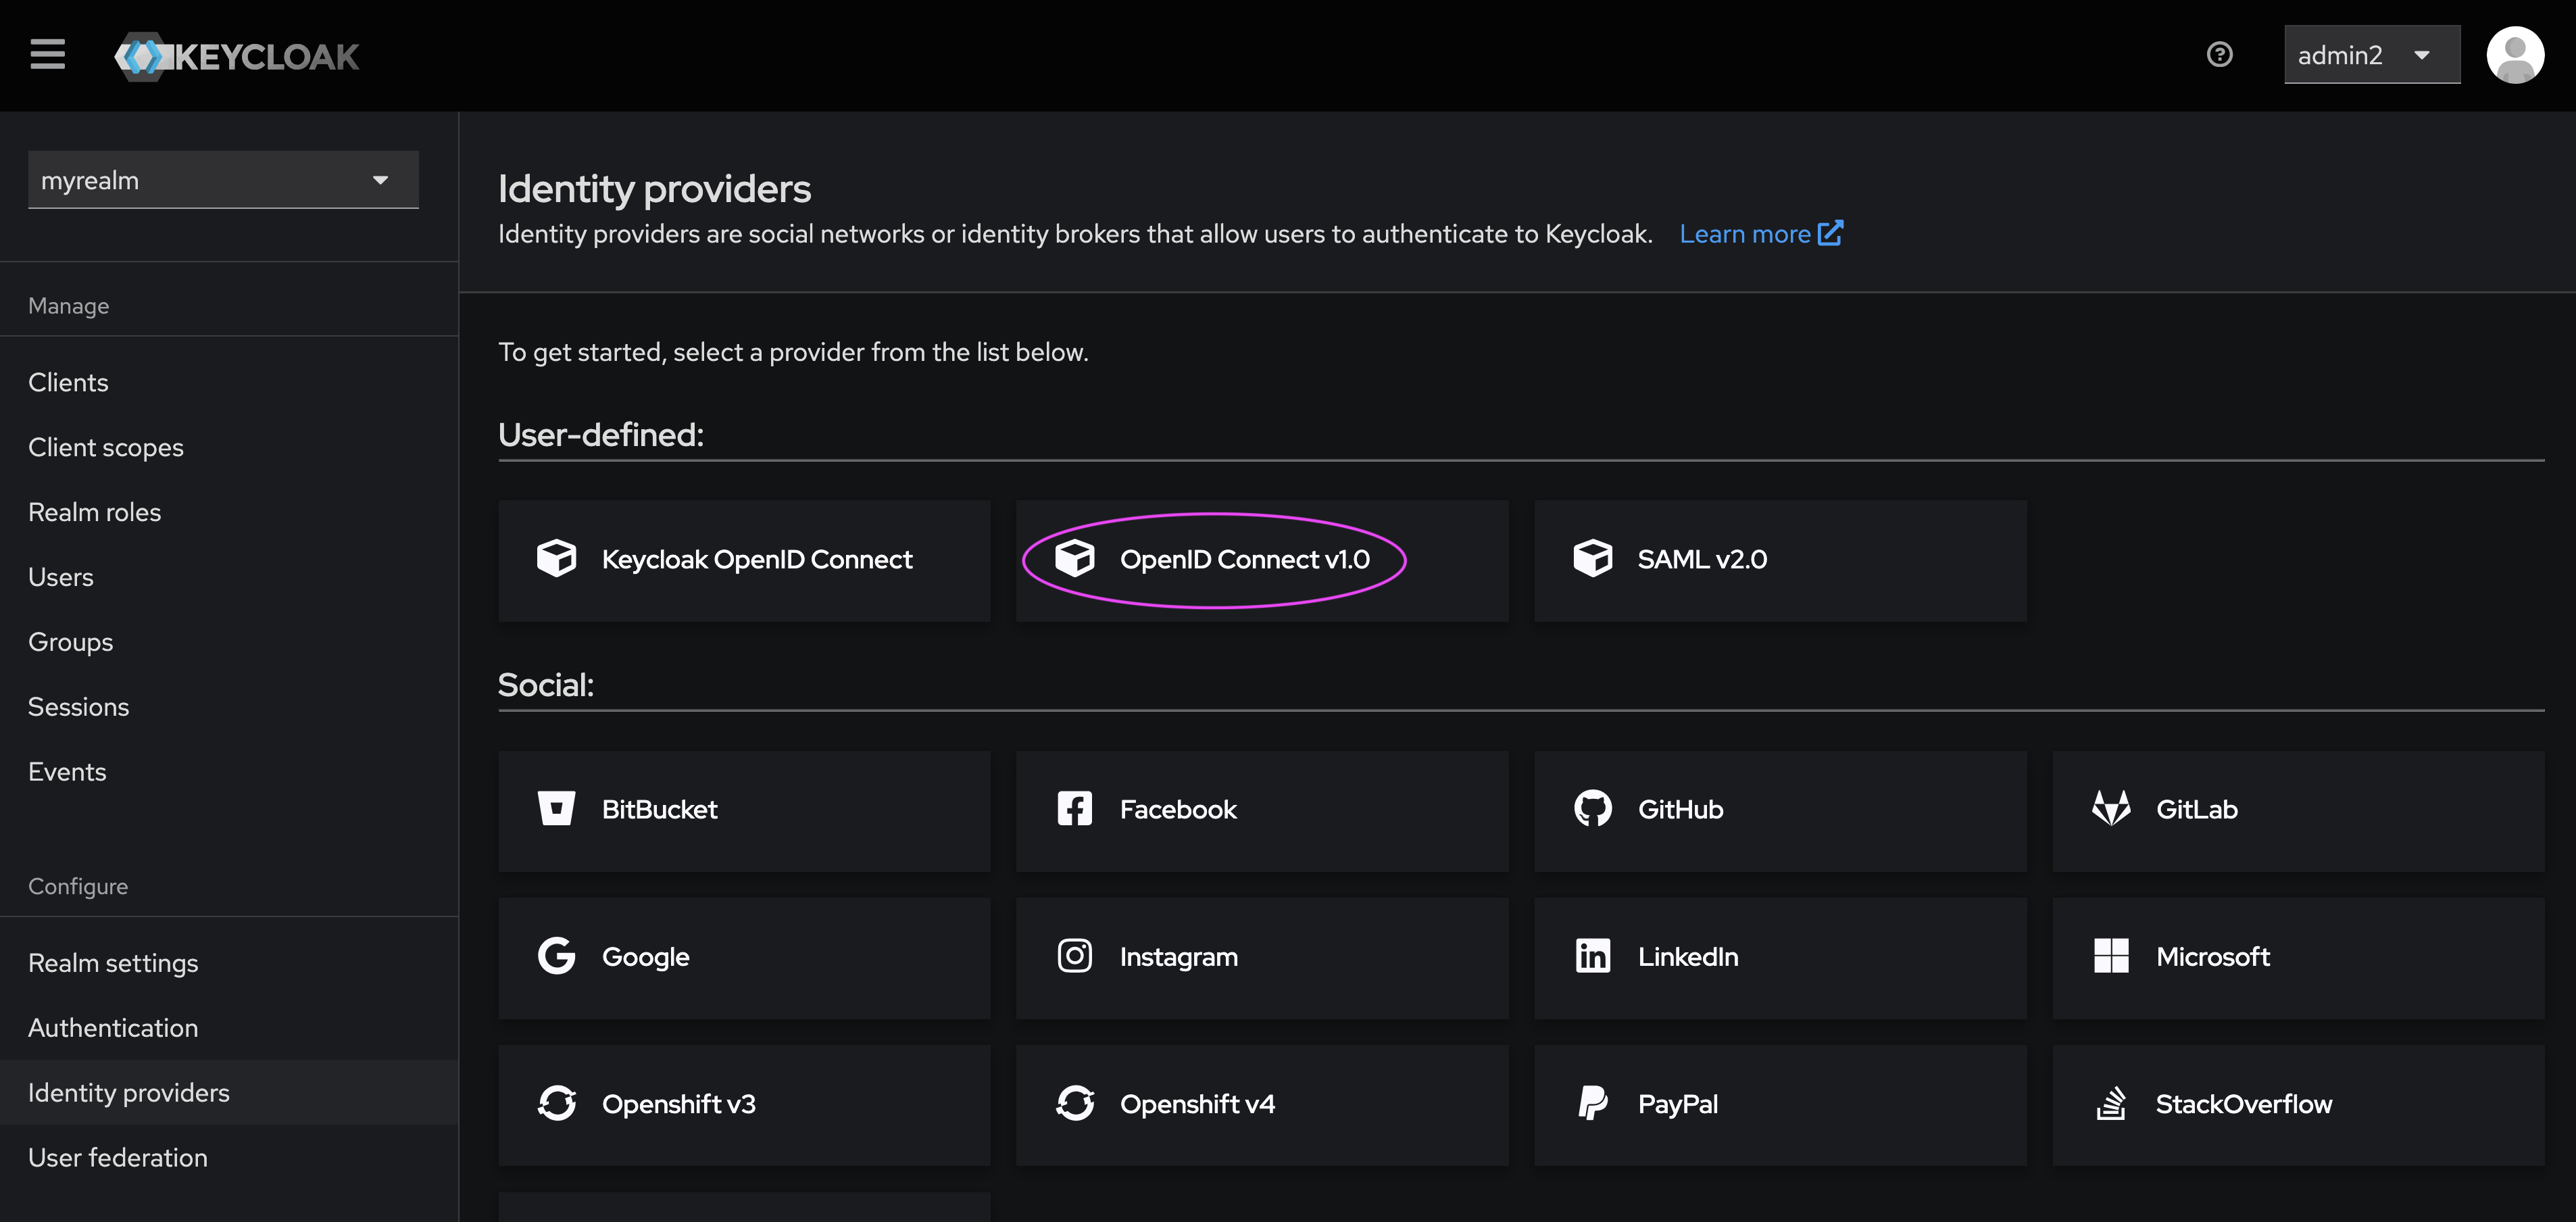 KEYCLOAK
admin2
myrealm
Manage
Clients
Client scopes
Realm roles
Users
Groups
Sessions
Events
Configure
Realm settings
Authentication
Identity providers
User federation
Identity providers
Identity providers are social networks or identity brokers that allow users to authenticate to Keycloak. Learn more
To get started, select a provider from the list below.
User-defined:
Keycloak OpenID Connect
OpenID Connect v1.0
SAML v2.0
Social:
BitBucket
Facebook
GitHub
GitLab
Google
Instagram
LinkedIn
Microsoft
Openshift v3
Openshift v4
PayPal
StackOverflow